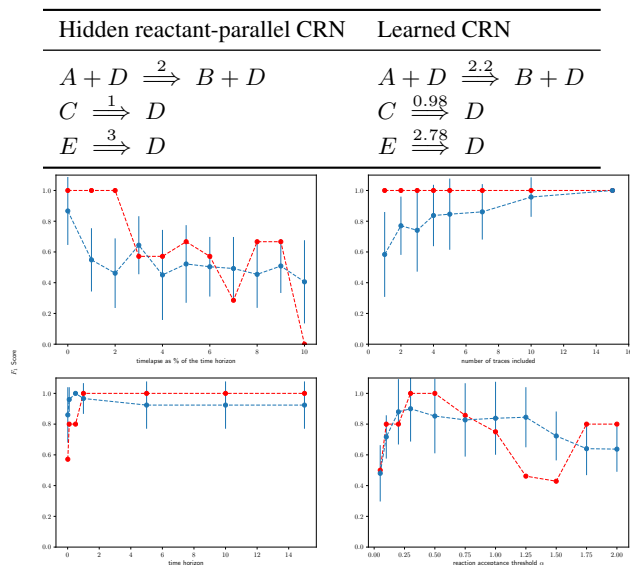 Hidden reactant-parallel CRN Learned CRN
A + D ⟹(2) B + D A + D ⟹(2.2) B + D
C ⟹(1) D C ⟹(0.98) D
E ⟹(3) D E ⟹(2.78) D
1.0 1.0
0.8 0.8
0.6 0.6
0.4 0.4
0.2 0.2
0.0 0.0
0 2 4 6 8 10 2 4 6 8 10 12 14 16
timelapse as % of the time horizon number of traces included
F₁ Score
1.0 1.0
0.8 0.8
0.6 0.6
0.4 0.4
0.2 0.2
0.0 0.0
0 2 4 6 8 10 12 14 0.00 0.25 0.50 0.75 1.00 1.25 1.50 1.75 2.00
time horizon reaction acceptance threshold α